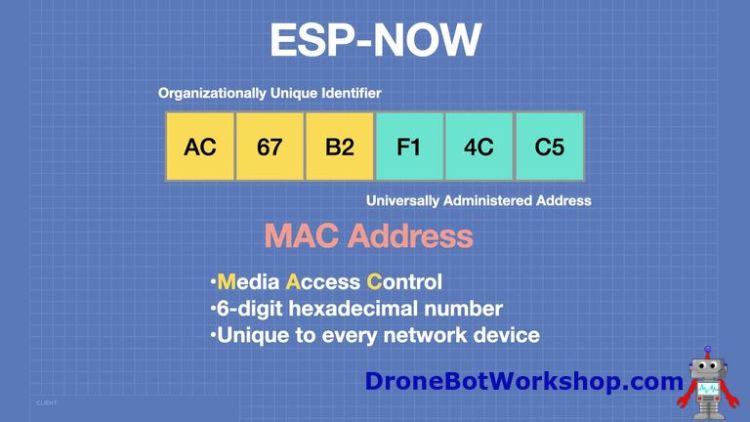 ESP-NOW
Organizationally Unique Identifier
AC 67 B2 F1 4C C5
Universally Administered Address
MAC Address
•Media Access Control
•6-digit hexadecimal number
•Unique to every network device
DroneBotWorkshop.com
CLIENT: